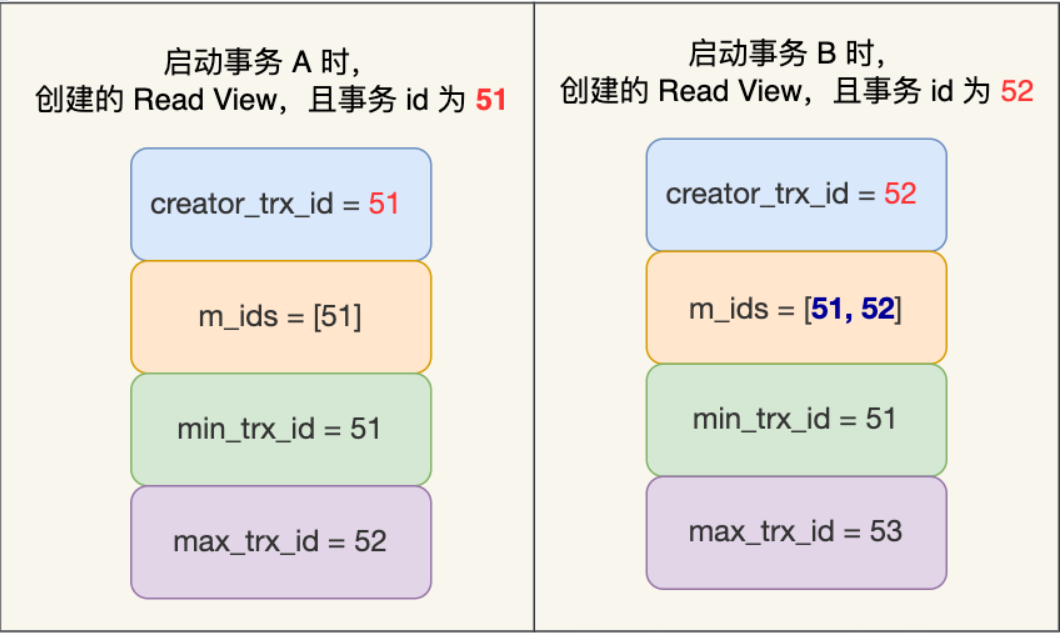 启动事务 A 时，
创建的 Read View，且事务 id 为 51
creator_trx_id = 51
m_ids = [51]
min_trx_id = 51
max_trx_id = 52
启动事务 B 时，
创建的 Read View，且事务 id 为 52
creator_trx_id = 52
m_ids = [51, 52]
min_trx_id = 51
max_trx_id = 53